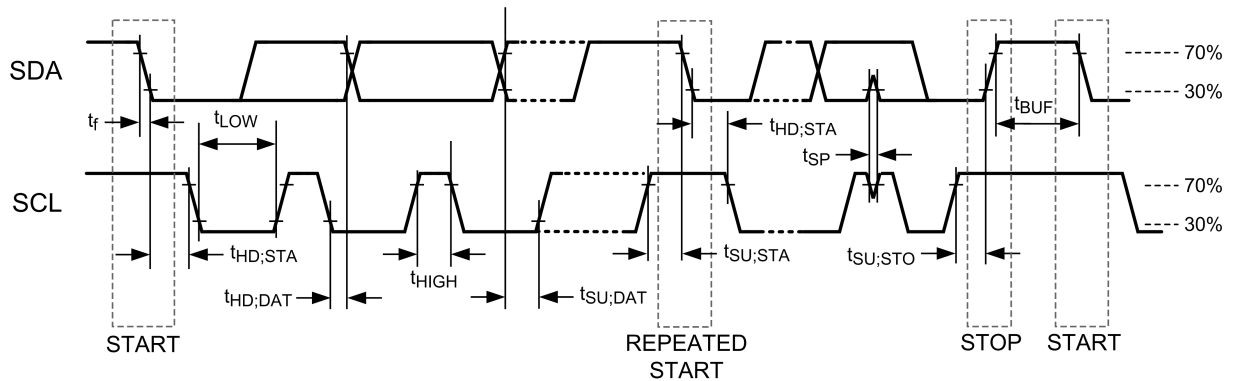 SDA
70%
30%
tf
tLOW
tHD;STA
tBUF
tSP
SCL
70%
30%
tHD;STA
tHIGH
tSU;STA
tSU;STO
tHD;DAT
tSU;DAT
START
REPEATED
START
STOP
START